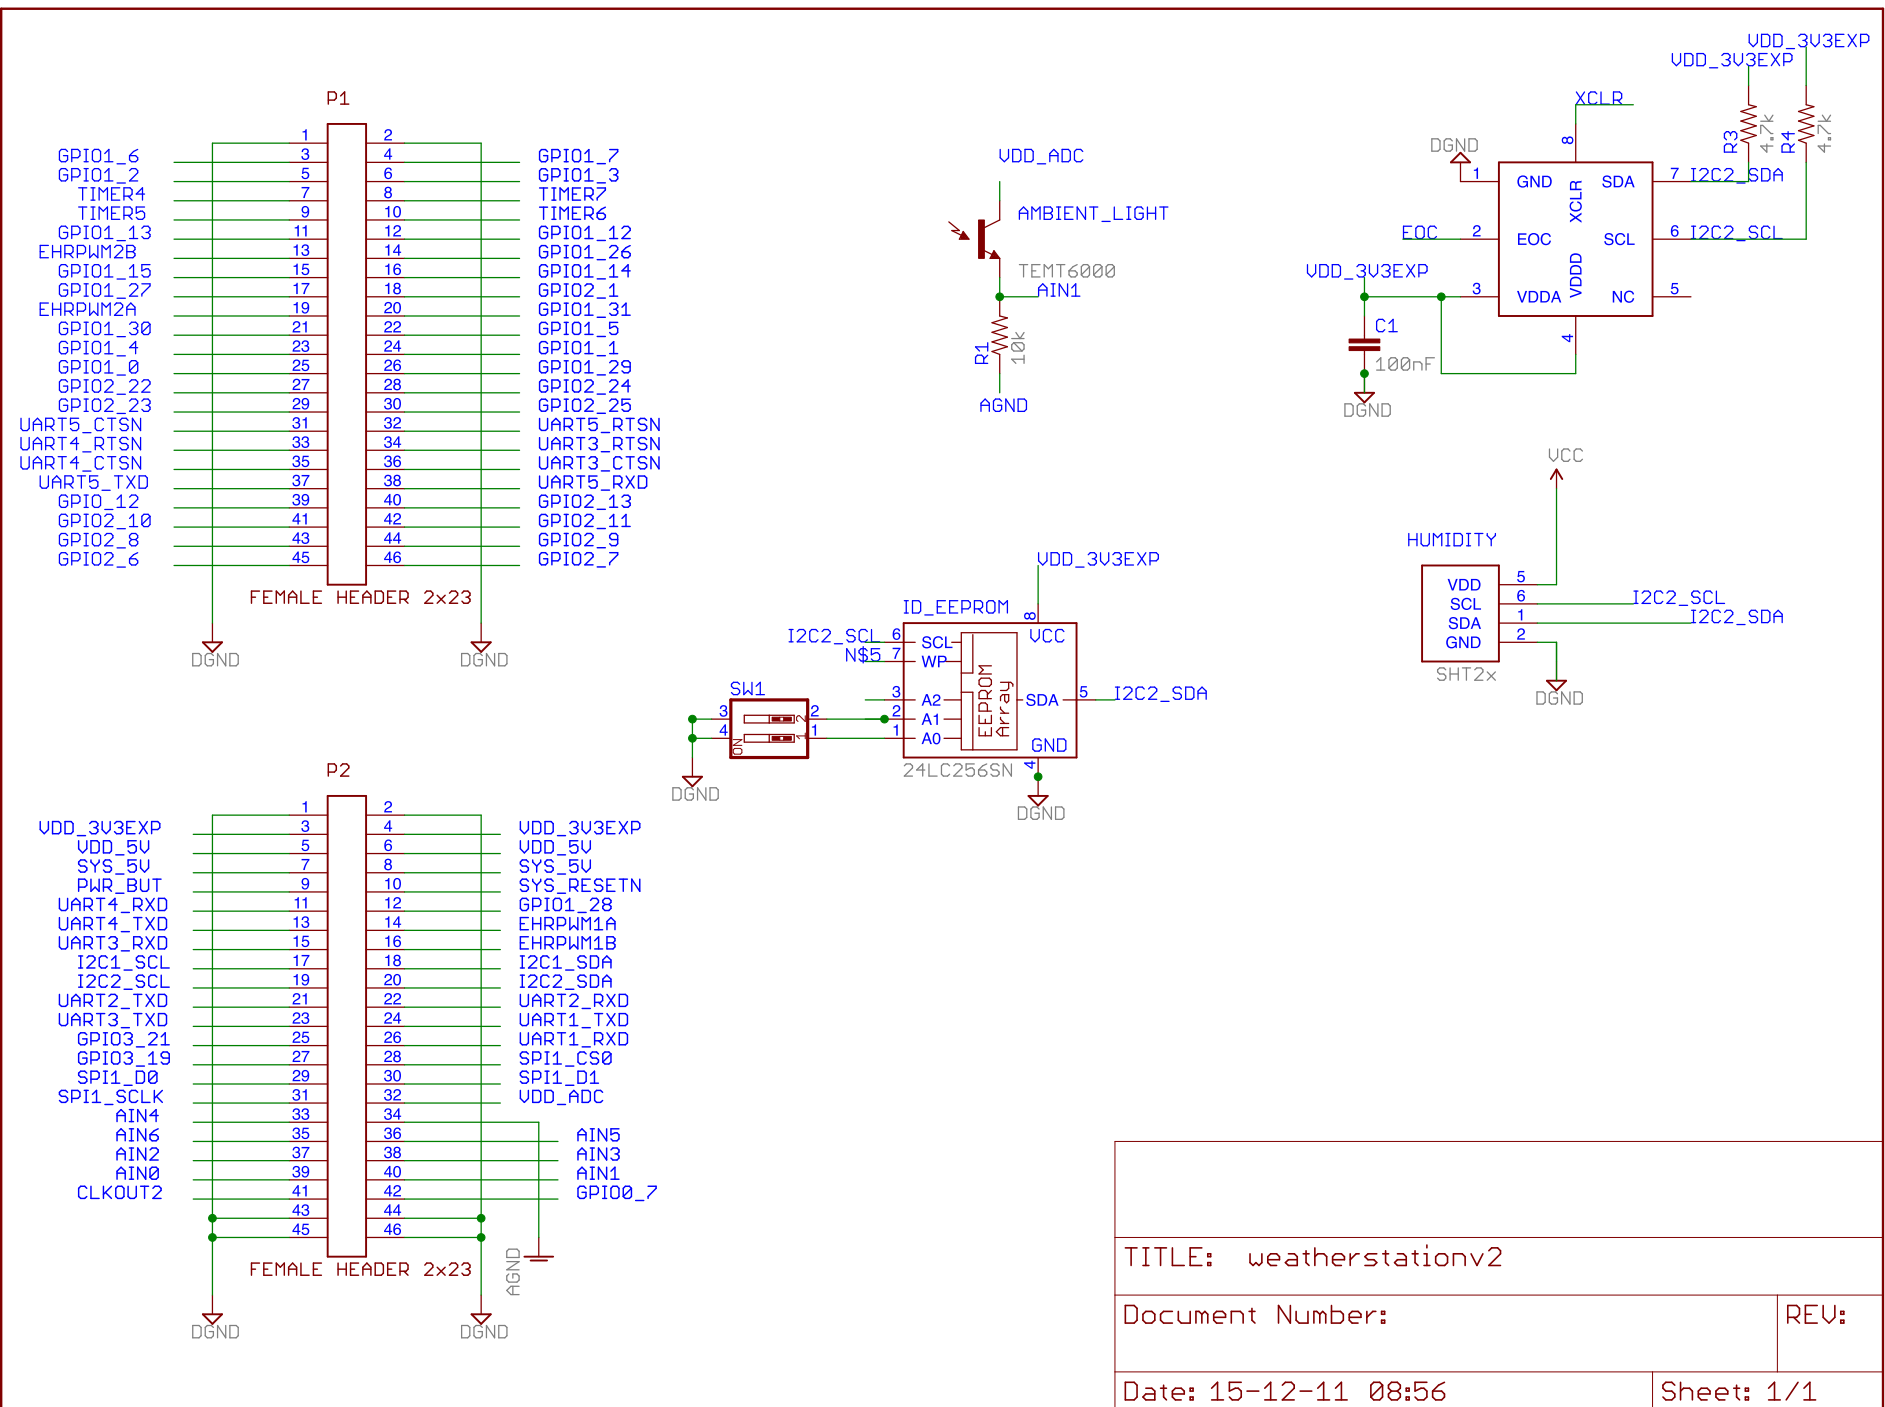 P1
1 2
GPIO1_6 3 4 GPIO1_7
GPIO1_2 5 6 GPIO1_3
TIMER4 7 8 TIMER7
TIMER5 9 10 TIMER6
GPIO1_13 11 12 GPIO1_12
EHRPWM2B 13 14 GPIO1_26
GPIO1_15 15 16 GPIO1_14
GPIO1_27 17 18 GPIO2_1
EHRPWM2A 19 20 GPIO1_31
GPIO1_30 21 22 GPIO1_5
GPIO1_4 23 24 GPIO1_1
GPIO1_0 25 26 GPIO1_29
GPIO2_22 27 28 GPIO2_24
GPIO2_23 29 30 GPIO2_25
UART5_CTSN 31 32 UART5_RTSN
UART4_RTSN 33 34 UART3_RTSN
UART4_CTSN 35 36 UART3_CTSN
UART5_TXD 37 38 UART5_RXD
GPIO_12 39 40 GPIO2_13
GPIO2_10 41 42 GPIO2_11
GPIO2_8 43 44 GPIO2_9
GPIO2_6 45 46 GPIO2_7
FEMALE HEADER 2x23
DGND DGND
P2
1 2
VDD_3V3EXP 3 4 VDD_3V3EXP
VDD_5V 5 6 VDD_5V
SYS_5V 7 8 SYS_5V
PWR_BUT 9 10 SYS_RESETN
UART4_RXD 11 12 GPIO1_28
UART4_TXD 13 14 EHRPWM1A
UART3_RXD 15 16 EHRPWM1B
I2C1_SCL 17 18 I2C1_SDA
I2C2_SCL 19 20 I2C2_SDA
UART2_TXD 21 22 UART2_RXD
UART3_TXD 23 24 UART1_TXD
GPIO3_21 25 26 UART1_RXD
GPIO3_19 27 28 SPI1_CS0
SPI1_D0 29 30 SPI1_D1
SPI1_SCLK 31 32 VDD_ADC
AIN4 33 34
AIN6 35 36 AIN5
AIN2 37 38 AIN3
AIN0 39 40 AIN1
CLKOUT2 41 42 GPIO0_7
43 44
45 46
FEMALE HEADER 2x23
AGND
DGND DGND
VDD_ADC
AMBIENT_LIGHT
TEMT6000
AIN1
R1
10k
AGND
VDD_3V3EXP
VDD_3V3EXP
XCLR
R3
4.7k
R4
4.7k
DGND
8
1 GND SDA 7 I2C2_SDA
XCLR
EOC 2 EOC SCL 6 I2C2_SCL
VDD_3V3EXP
3 VDDA VDDD NC 5
4
C1
100nF
DGND
VCC
HUMIDITY
VDD 5
SCL 6 I2C2_SCL
SDA 1 I2C2_SDA
GND 2
SHT2x
DGND
VDD_3V3EXP
ID_EEPROM
8
I2C2_SCL 6 SCL VCC
N$5 7 WP
3 A2 SDA 5 I2C2_SDA
2 A1
1 A0
EEPROM
Array
GND
4
24LC256SN
DGND
SW1
3 2 2
4 1 1
ON
DGND
TITLE: weatherstationv2
Document Number:
REV:
Date: 15-12-11 08:56
Sheet: 1/1